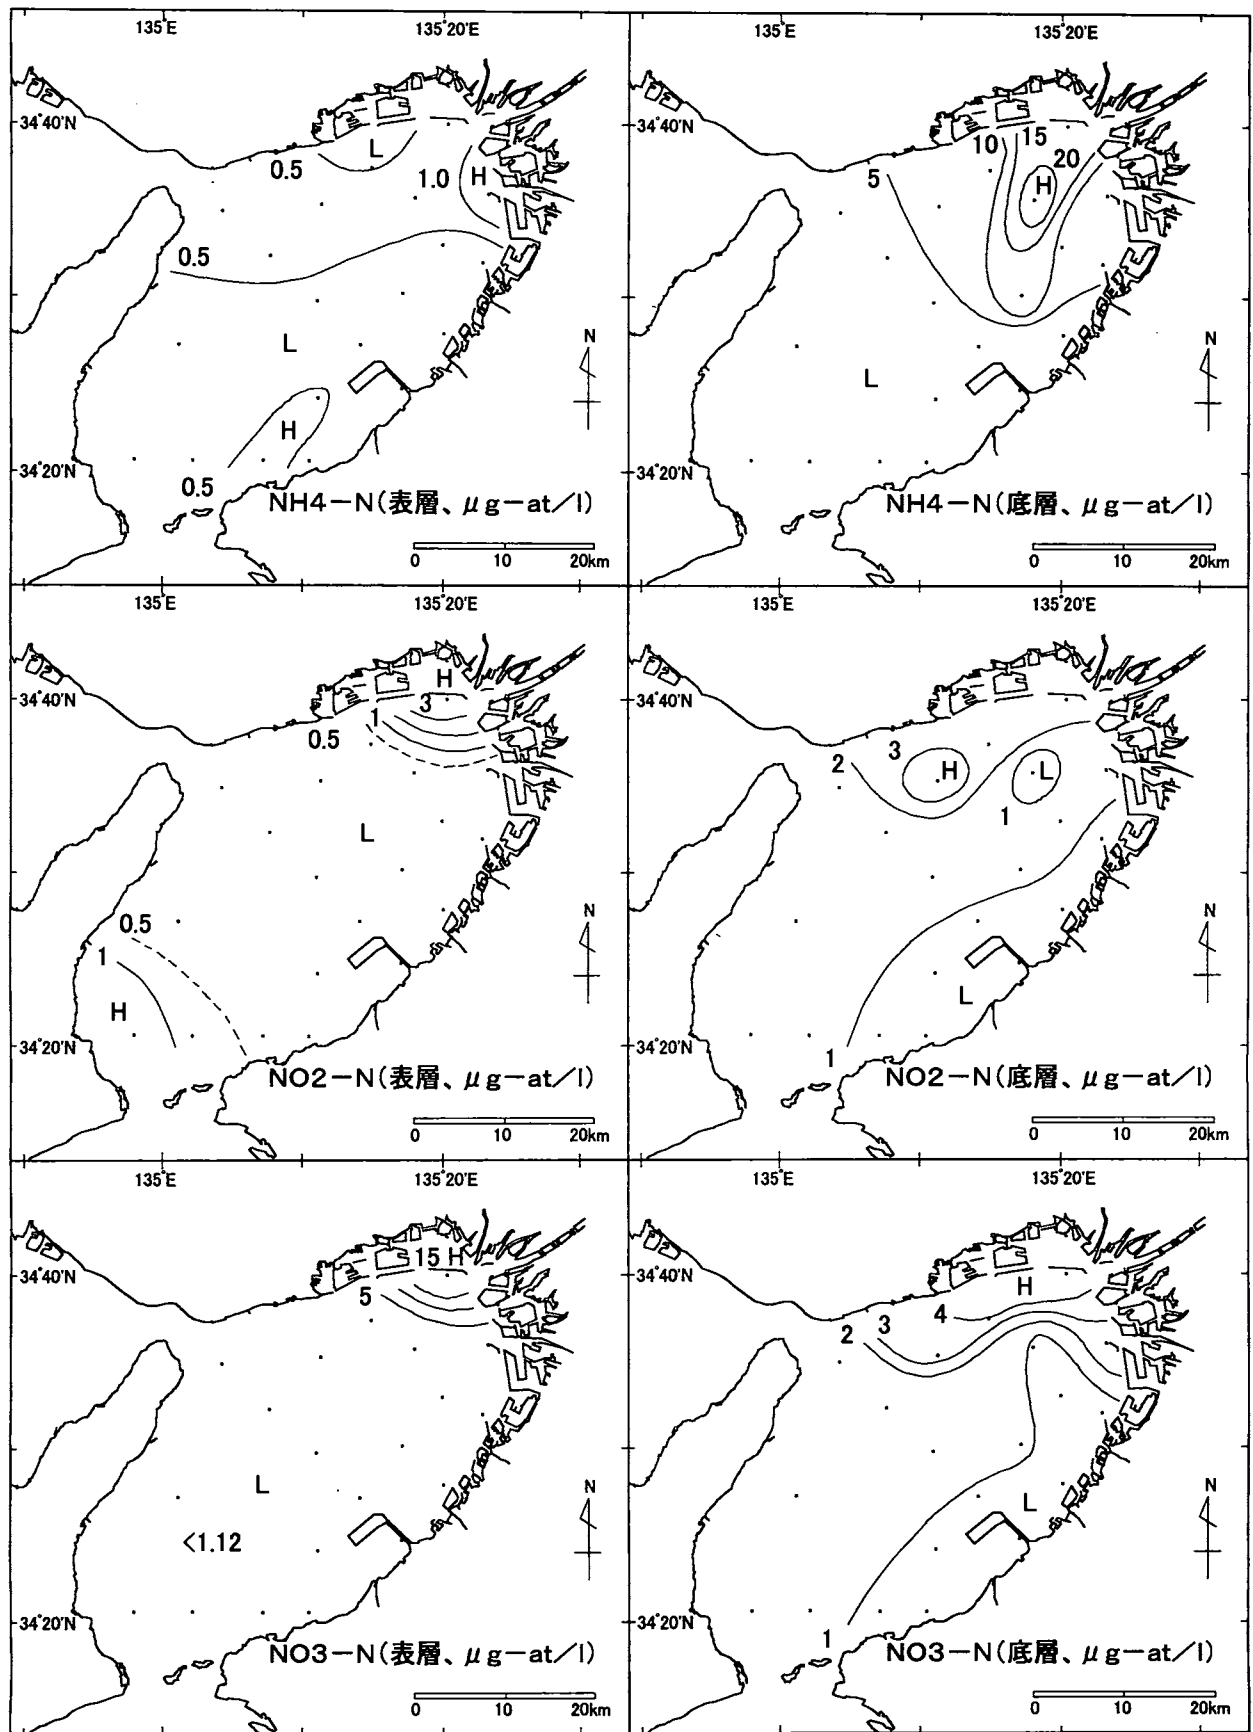 135°E
135°20'E
34°40'N
L
0.5
1.0
H
0.5
L
N
H
34°20'N
0.5
NH4-N(表層、μg-at/l)
0 10 20km
135°E
135°20'E
34°40'N
10
15
20
5
H
N
L
34°20'N
NH4-N(底層、μg-at/l)
0 10 20km
135°E
135°20'E
H
34°40'N
3
1
0.5
L
0.5
N
1
H
34°20'N
NO2-N(表層、μg-at/l)
0 10 20km
135°E
135°20'E
34°40'N
3
2
H
L
1
N
L
34°20'N
1
NO2-N(底層、μg-at/l)
0 10 20km
135°E
135°20'E
15 H
34°40'N
5
L
N
<1.12
34°20'N
NO3-N(表層、μg-at/l)
0 10 20km
135°E
135°20'E
34°40'N
H
4
3
2
N
L
34°20'N
1
NO3-N(底層、μg-at/l)
0 10 20km